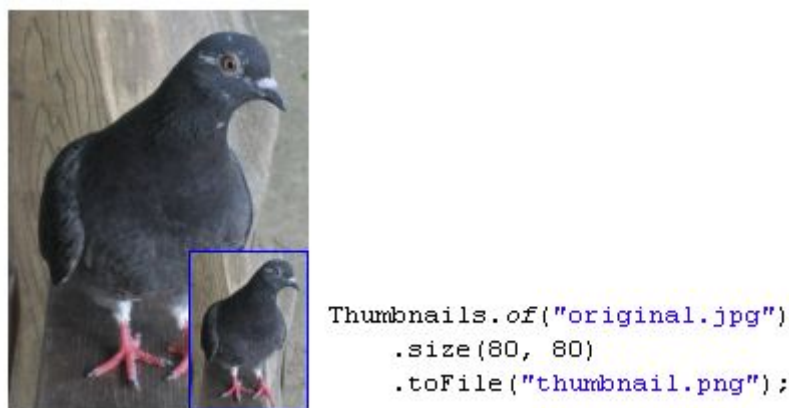 Thumbnails.of("original.jpg")
.size(80, 80)
.toFile("thumbnail.png");